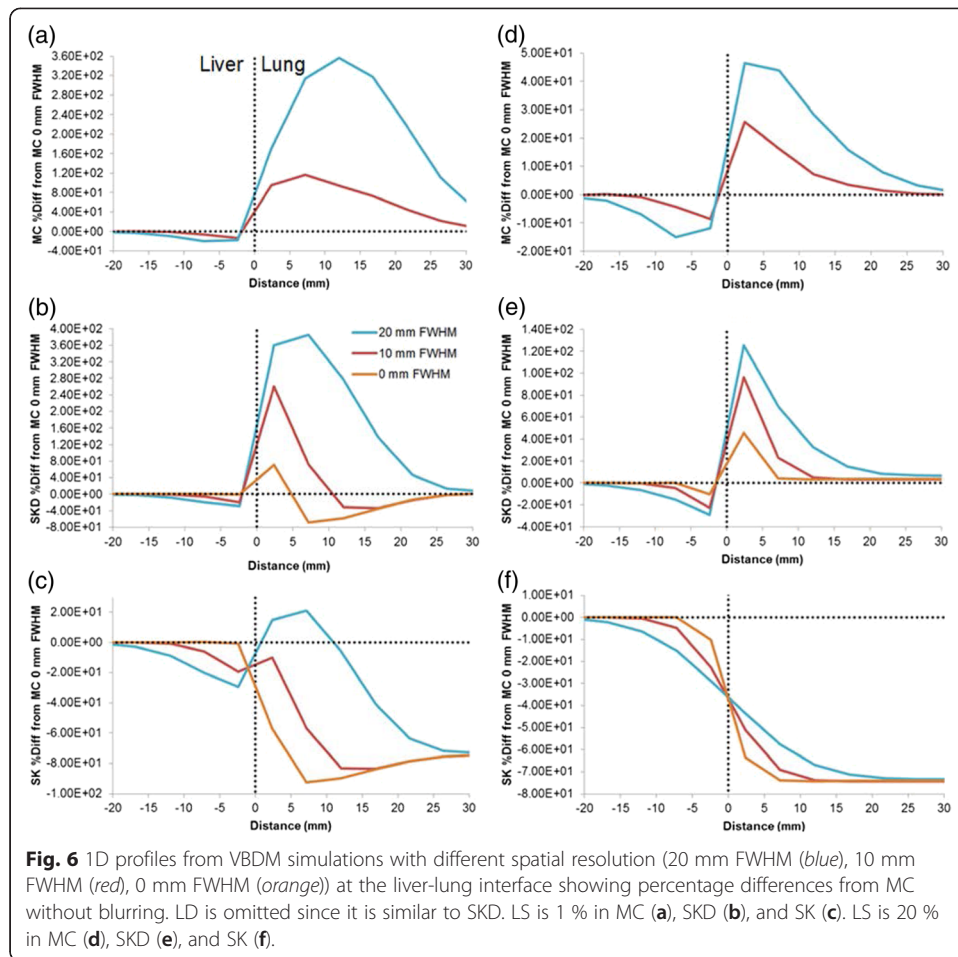 (a)
MC %Diff from MC 0 mm FWHM
3.60E+02
3.20E+02
2.80E+02
2.40E+02
2.00E+02
1.60E+02
1.20E+02
8.00E+01
4.00E+01
0.00E+00
-4.00E+01
Liver Lung
-20 -15 -10 -5 0 5 10 15 20 25 30
Distance (mm)
(d)
MC %Diff from MC 0 mm FWHM
5.00E+01
4.00E+01
3.00E+01
2.00E+01
1.00E+01
0.00E+00
-1.00E+01
-2.00E+01
-20 -15 -10 -5 0 5 10 15 20 25 30
Distance (mm)
(b)
SKD %Diff from MC 0 mm FWHM
4.00E+02
3.60E+02
3.20E+02
2.80E+02
2.40E+02
2.00E+02
1.60E+02
1.20E+02
8.00E+01
4.00E+01
0.00E+00
-4.00E+01
-8.00E+01
20 mm FWHM
10 mm FWHM
0 mm FWHM
-20 -15 -10 -5 0 5 10 15 20 25 30
Distance (mm)
(e)
SKD %Diff from MC 0 mm FWHM
1.40E+02
1.20E+02
1.00E+02
8.00E+01
6.00E+01
4.00E+01
2.00E+01
0.00E+00
-2.00E+01
-4.00E+01
-20 -15 -10 -5 0 5 10 15 20 25 30
Distance (mm)
(c)
SK %Diff from MC 0 mm FWHM
2.00E+01
0.00E+00
-2.00E+01
-4.00E+01
-6.00E+01
-8.00E+01
-1.00E+02
-20 -15 -10 -5 0 5 10 15 20 25 30
Distance (mm)
(f)
SK %Diff from MC 0 mm FWHM
0.00E+00
-1.00E+01
-2.00E+01
-3.00E+01
-4.00E+01
-5.00E+01
-6.00E+01
-7.00E+01
-8.00E+01
-20 -15 -10 -5 0 5 10 15 20 25 30
Distance (mm)
Fig. 6 1D profiles from VBDM simulations with different spatial resolution (20 mm FWHM (blue), 10 mm
FWHM (red), 0 mm FWHM (orange)) at the liver-lung interface showing percentage differences from MC
without blurring. LD is omitted since it is similar to SKD. LS is 1 % in MC (a), SKD (b), and SK (c). LS is 20 %
in MC (d), SKD (e), and SK (f).